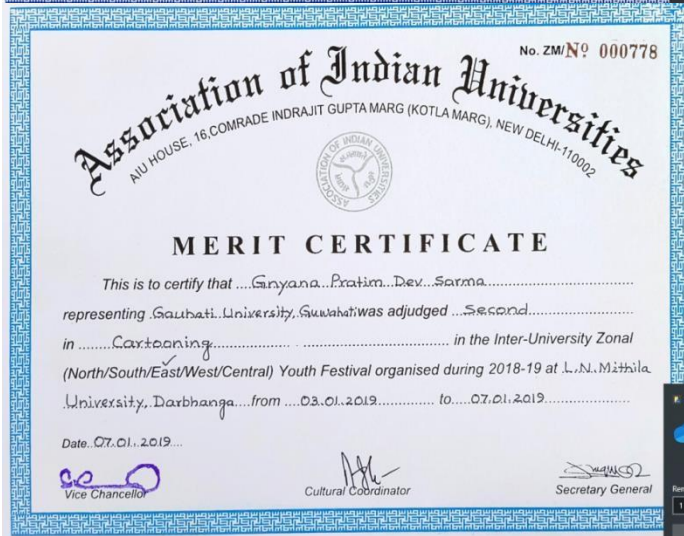 No. ZM/Nº 000778
Association of Indian Universities
AIU HOUSE, 16, COMRADE INDRAJIT GUPTA MARG (KOTLA MARG), NEW DELHI-110002
ASSOCIATION OF INDIAN UNIVERSITIES
MERIT CERTIFICATE
This is to certify that ....Gnyana Pratim Dev Sarma....
representing Gauhati University, Guwahati was adjudged ...Second....
in ........Cartooning........ in the Inter-University Zonal
(North/South/East/West/Central) Youth Festival organised during 2018-19 at L.N. Mithila
University, Darbhanga....from ....03.01.2019.... to....07.01.2019....
Date..07.01.2019....
Vice Chancellor
Cultural Coordinator
Secretary General